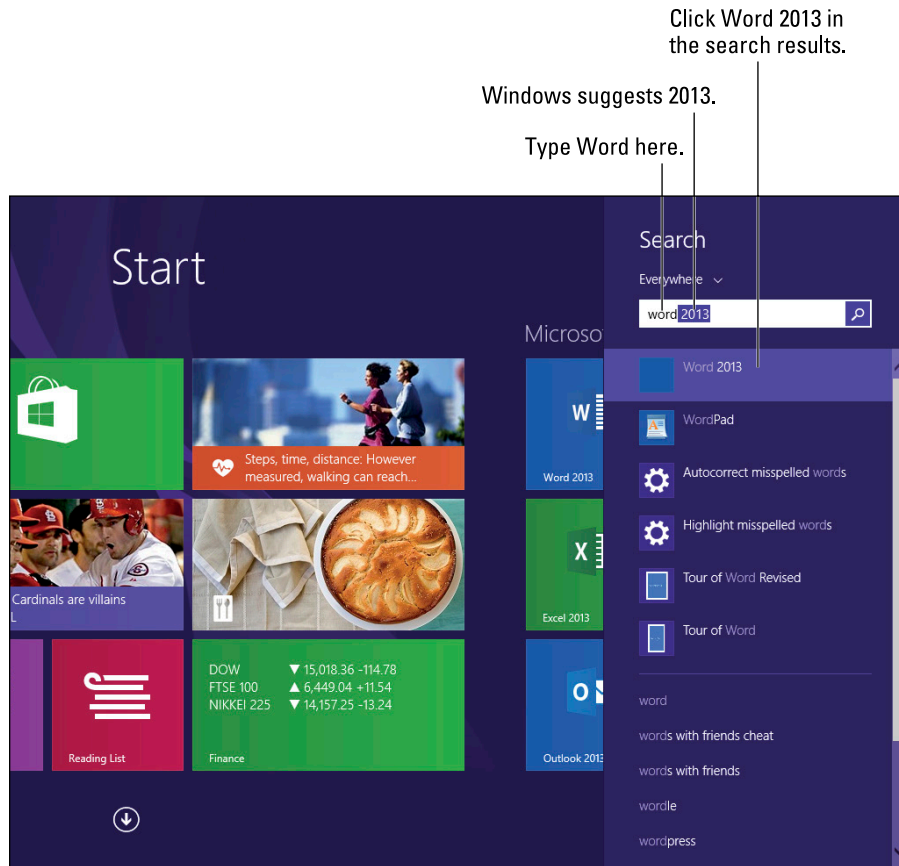 Click Word 2013 in
the search results.
Windows suggests 2013.
Type Word here.
Start
Microso
Steps, time, distance: However
measured, walking can reach...
W
Word 2013
Cardinals are villains
L
X
Excel 2013
Reading List
DOW ▼ 15,018.36 -114.78
FTSE 100 ▲ 6,449.04 +11.54
NIKKEI 225 ▼ 14,157.25 -13.24
Finance
O
Outlook 2013
Search
Everywhere
word 2013
Word 2013
A
WordPad
Autocorrect misspelled words
Highlight misspelled words
Tour of Word Revised
Tour of Word
word
words with friends cheat
words with friends
wordle
wordpress